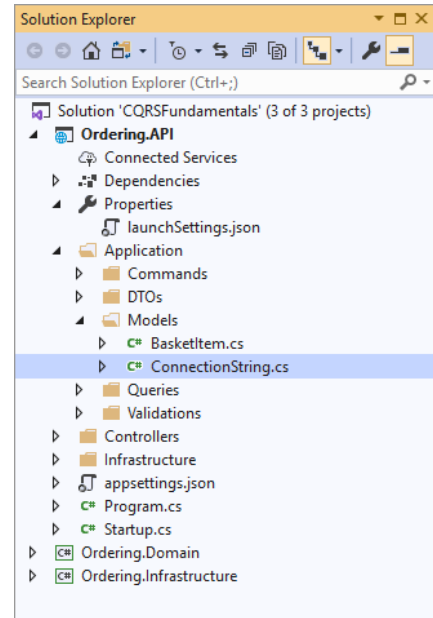 Solution Explorer
Search Solution Explorer (Ctrl+;)
Solution 'CQRSFundamentals' (3 of 3 projects)
Ordering.API
Connected Services
Dependencies
Properties
launchSettings.json
Application
Commands
DTOs
Models
C# BasketItem.cs
C# ConnectionString.cs
Queries
Validations
Controllers
Infrastructure
appsettings.json
C# Program.cs
C# Startup.cs
C# Ordering.Domain
C# Ordering.Infrastructure